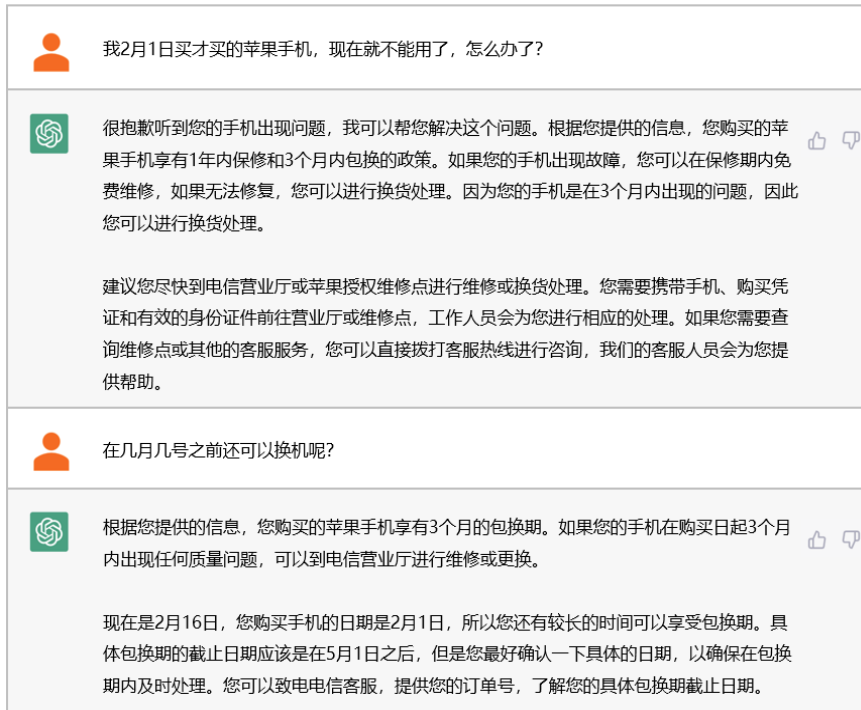 我2月1日买才买的苹果手机，现在就不能用了，怎么办了？
很抱歉听到您的手机出现问题，我可以帮您解决这个问题。根据您提供的信息，您购买的苹
果手机享有1年内保修和3个月内包换的政策。如果您的手机出现故障，您可以在保修期内免
费维修，如果无法修复，您可以进行换货处理。因为您的手机是在3个月内出现的问题，因此
您可以进行换货处理。
建议您尽快到电信营业厅或苹果授权维修点进行维修或换货处理。您需要携带手机、购买凭
证和有效的身份证件前往营业厅或维修点，工作人员会为您进行相应的处理。如果您需要查
询维修点或其他的客服服务，您可以直接拨打客服热线进行咨询，我们的客服人员会为您提
供帮助。
在几月几号之前还可以换机呢？
根据您提供的信息，您购买的苹果手机享有3个月的包换期。如果您的手机在购买日起3个月
内出现任何质量问题，可以到电信营业厅进行维修或更换。
现在是2月16日，您购买手机的日期是2月1日，所以您还有较长的时间可以享受包换期。具
体包换期的截止日期应该是在5月1日之后，但是您最好确认一下具体的日期，以确保在包换
期内及时处理。您可以致电电信客服，提供您的订单号，了解您的具体包换期截止日期。